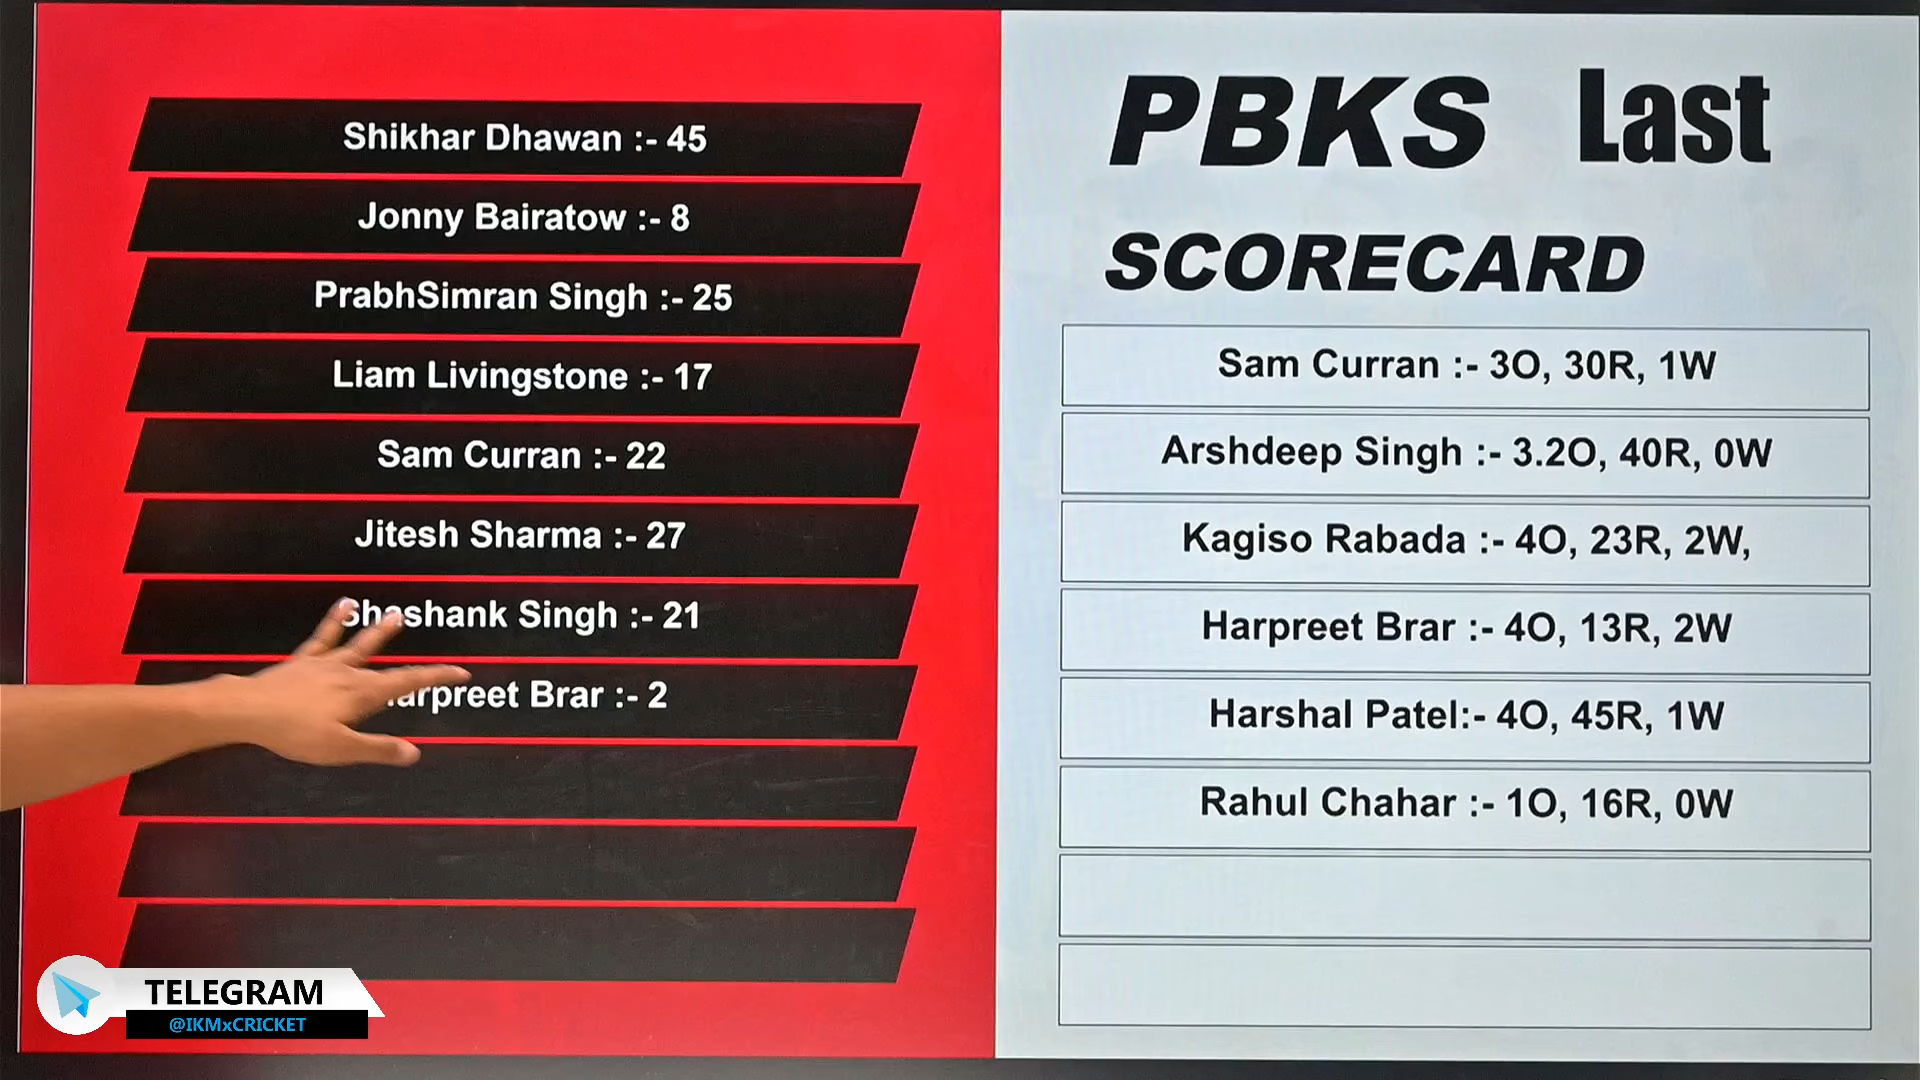 Shikhar Dhawan :- 45
Jonny Bairatow :- 8
PrabhSimran Singh :- 25
Liam Livingstone :- 17
Sam Curran :- 22
Jitesh Sharma :- 27
Shashank Singh :- 21
Harpreet Brar :- 2
PBKS Last
SCORECARD
Sam Curran :- 3O, 30R, 1W
Arshdeep Singh :- 3.2O, 40R, 0W
Kagiso Rabada :- 4O, 23R, 2W,
Harpreet Brar :- 4O, 13R, 2W
Harshal Patel:- 4O, 45R, 1W
Rahul Chahar :- 1O, 16R, 0W
TELEGRAM
@IKMxCRICKET